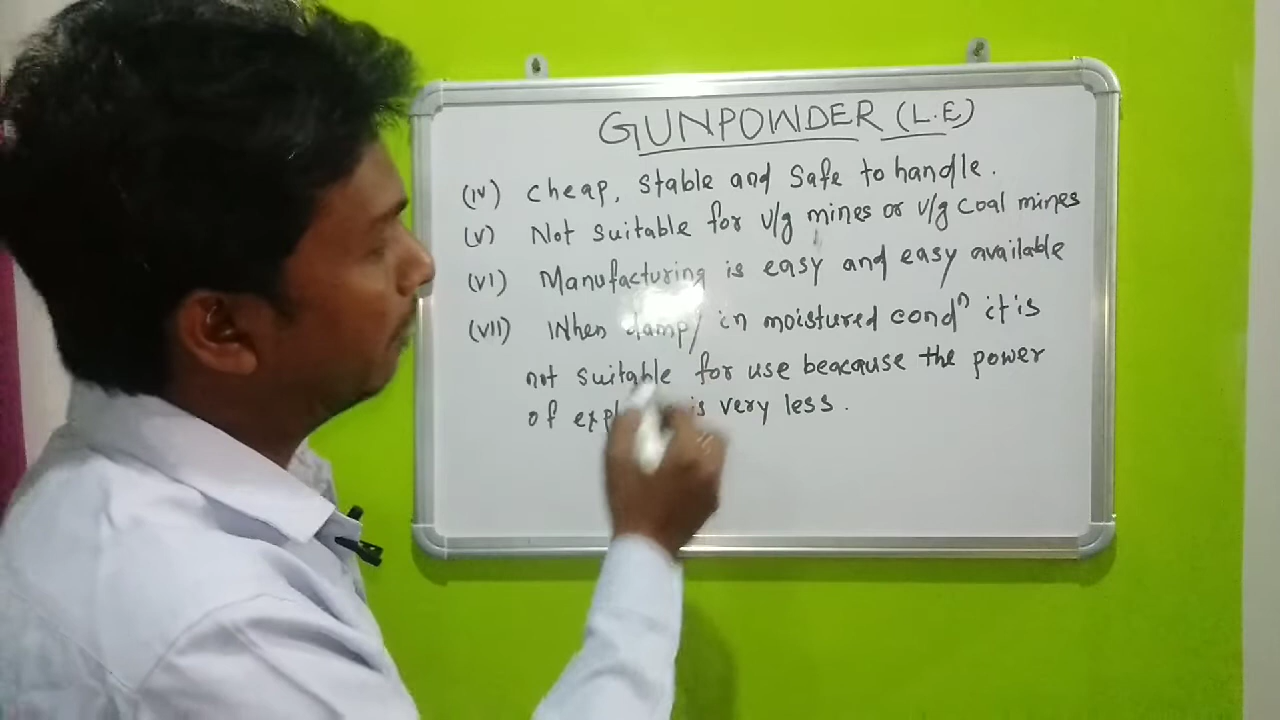 GUNPOWDER (L.E)
(IV) Cheap, Stable and Safe to handle.
(V) Not suitable for u/g mines or u/g coal mines
(VI) Manufacturing is easy and easy available
(VII) When dampy in moistured condⁿ it is
not suitable for use beacause the power
of is very less.